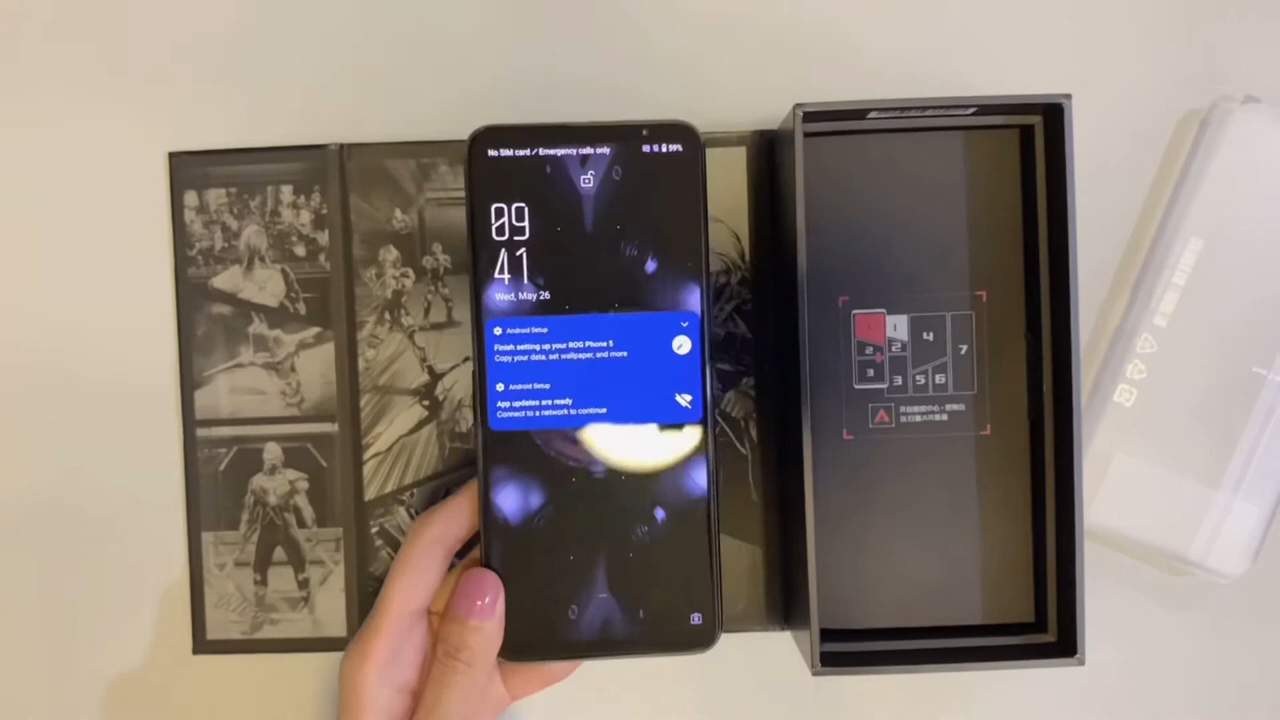 No SIM card / Emergency calls only
59%
09
41
Wed, May 26
Android Setup
Finish setting up your ROG Phone 5
Copy your data, set wallpaper, and more
Android Setup
App updates are ready
Connect to a network to continue
1
1
2
2
3
3
4
5
6
7